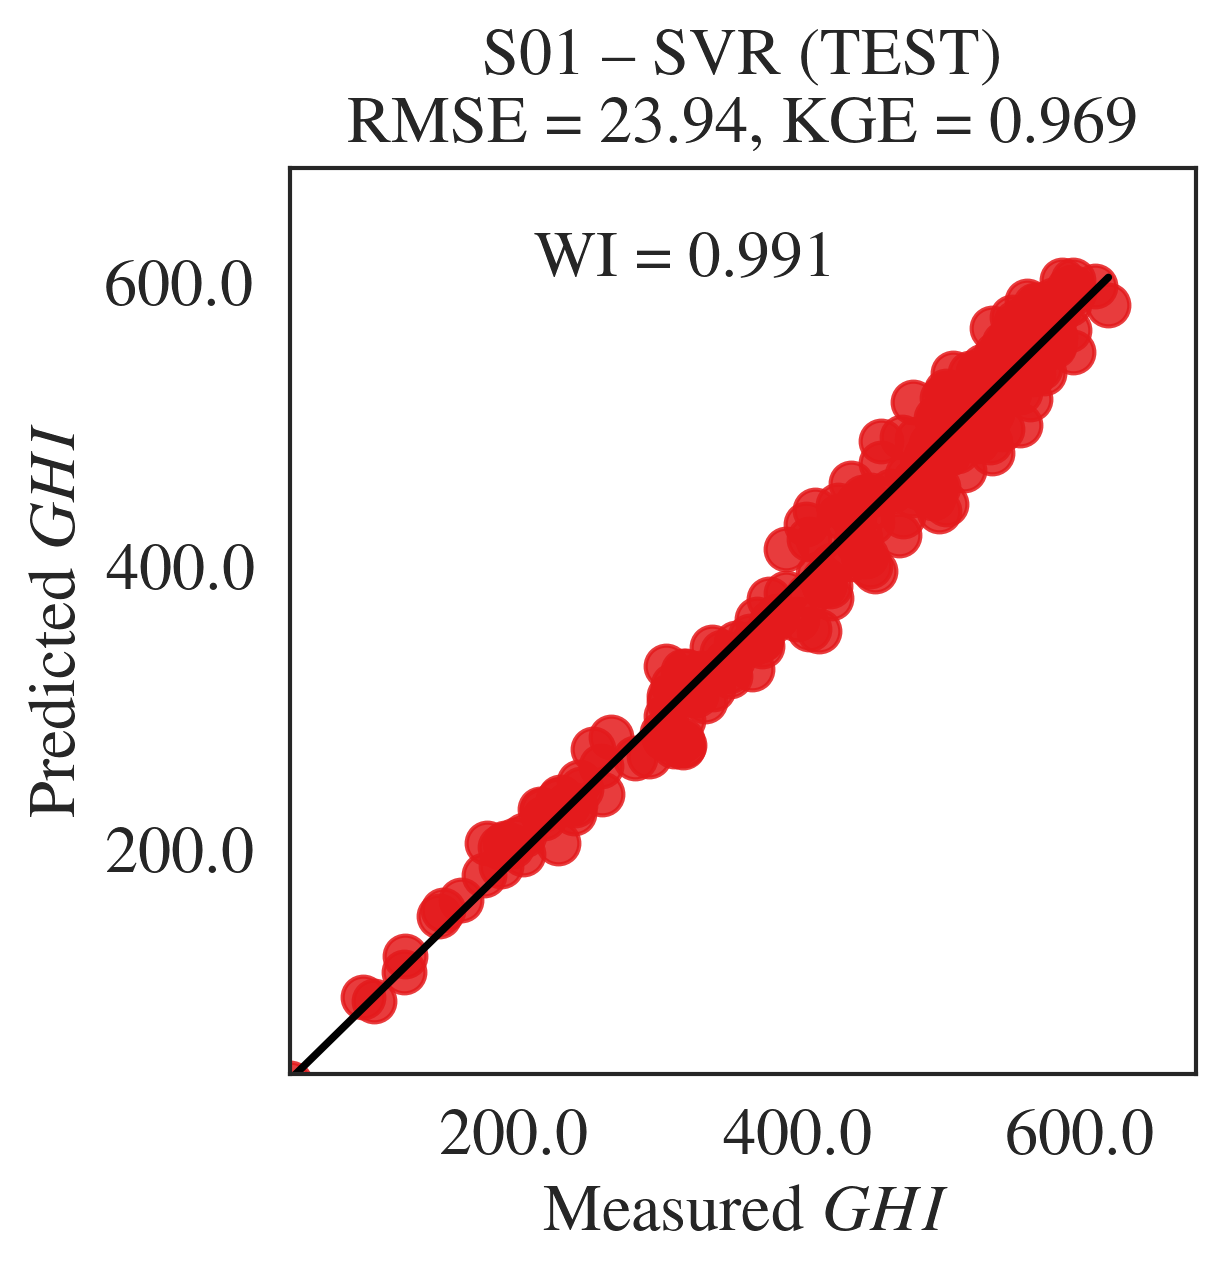 S01 – SVR (TEST)
RMSE = 23.94, KGE = 0.969
WI = 0.991
600.0
400.0
200.0
Predicted GHI
200.0 400.0 600.0
Measured GHI